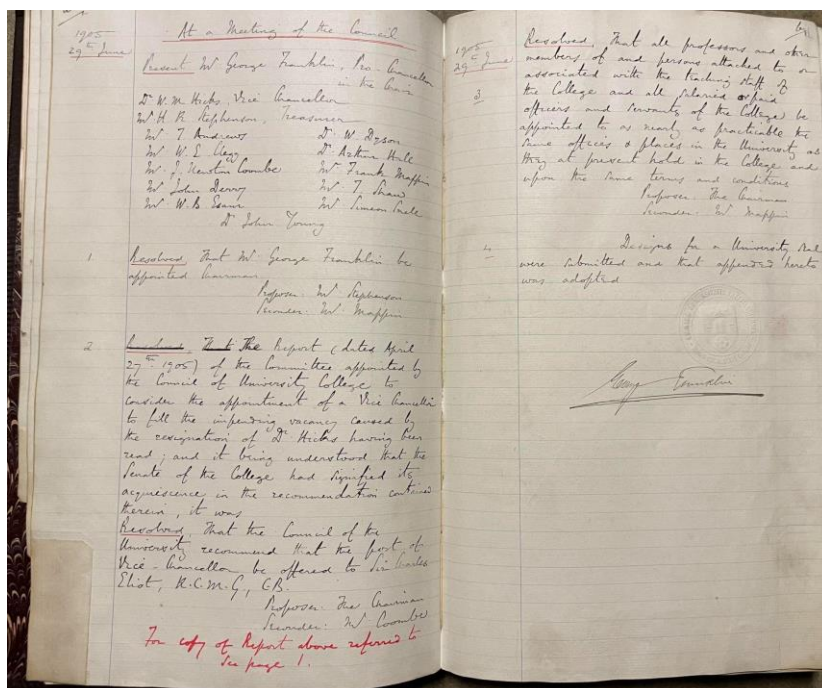 1905
29th June
At a Meeting of the Council
Present Mr George Franklin, Pro-Chancellor
in the Chair
Dr W. M. Hicks, Vice Chancellor
Mr H. K. Stephenson, Treasurer
Mr T Andrews Dr W. Dyson
Mr W. E. Clegg Dr Arthur Hall
Mr J. Newton Coombe Mr Frank Mappin
Mr John Derry Mr T Shaw
Mr W. B. Esam Mr Simeon Snell
Dr John Young
1 Resolved, That Mr George Franklin be
appointed Chairman.
Proposer. Mr Stephenson
Seconder. Mr Mappin
2 Resolved, That The Report (dated April
27th 1905) of the Committee appointed by
the Council of University College to
consider the appointment of a Vice Chancellor
to fill the impending vacancy caused by
the resignation of Dr Hicks having been
read; and it being understood that the
Senate of the College had signified its
acquiescence in the recommendation contained
therein, it was
Resolved, That the Council of the
University recommend that the post of
Vice-Chancellor be offered to Sir Charles
Eliot, K.C.M.G., C.B.
Proposer: The Chairman
Seconder: Mr Coombe
For copy of Report above referred to
See page 1.
1905
29th J
3
Resolved, That all professors and other
members of and persons attached to or
associated with the teaching staff of
the College and all salaried or paid
officers and servants of the College, be
appointed to as nearly as practicable the
same offices & places in the University as
they at present hold in the College and
upon the same terms and conditions
Proposer The Chairman
Seconder. Mr Mappin
4 Designs for a University Seal
were submitted and that appended hereto
was adopted
George Franklin